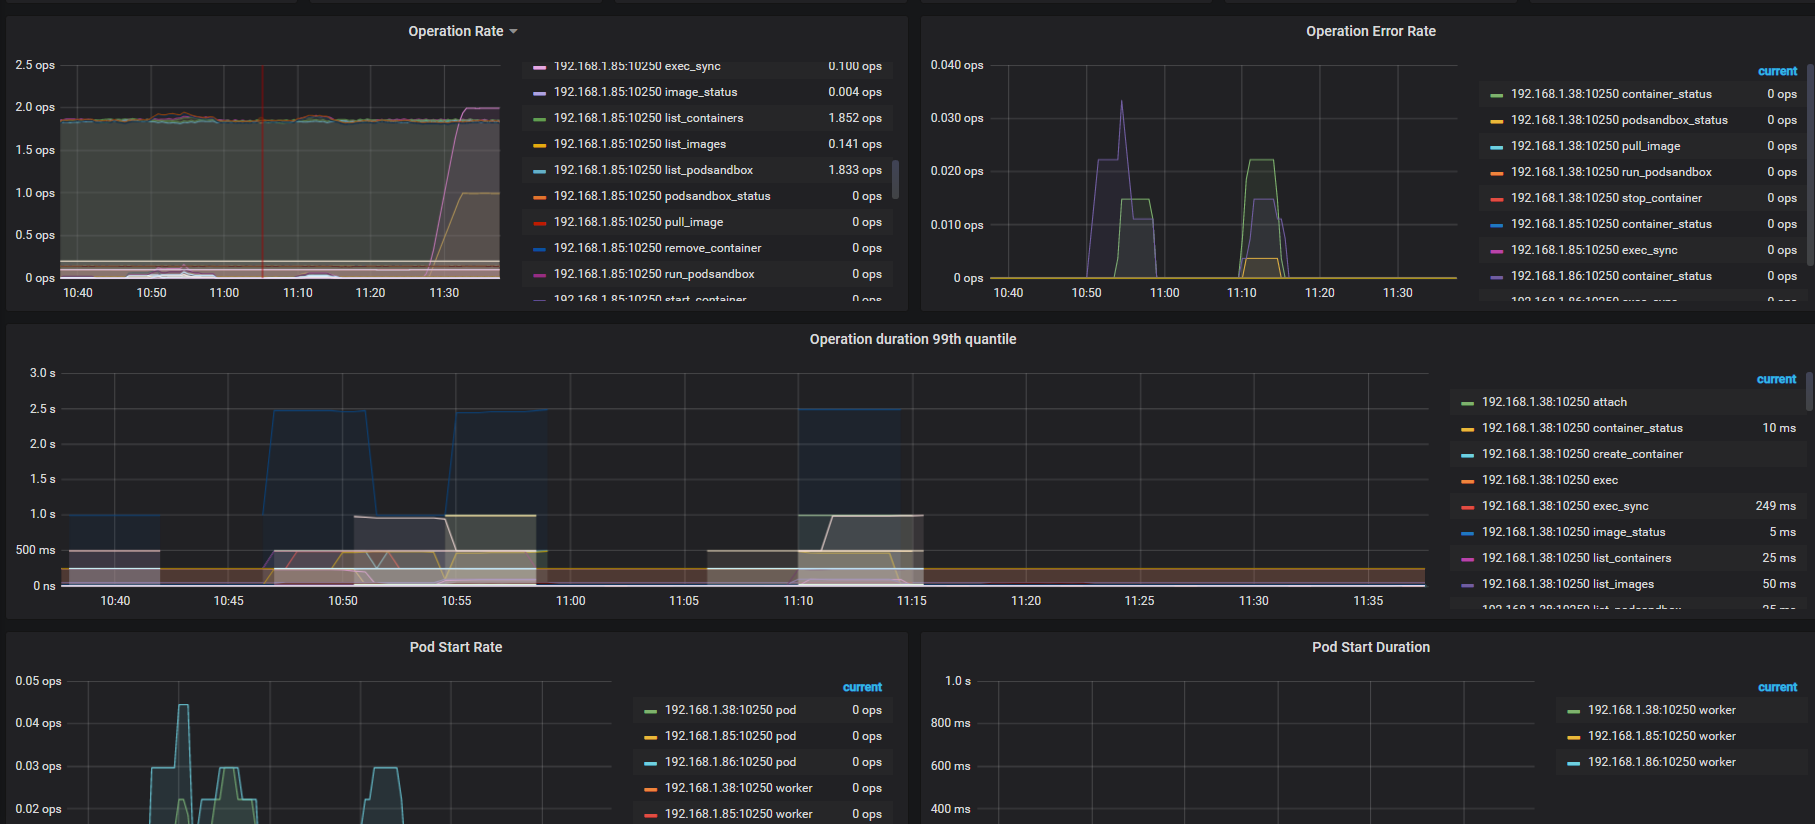 Operation Rate
2.5 ops
2.0 ops
1.5 ops
1.0 ops
0.5 ops
0 ops
10:40 10:50 11:00 11:10 11:20 11:30
192.168.1.85:10250 exec_sync 0.100 ops
192.168.1.85:10250 image_status 0.004 ops
192.168.1.85:10250 list_containers 1.852 ops
192.168.1.85:10250 list_images 0.141 ops
192.168.1.85:10250 list_podsandbox 1.833 ops
192.168.1.85:10250 podsandbox_status 0 ops
192.168.1.85:10250 pull_image 0 ops
192.168.1.85:10250 remove_container 0 ops
192.168.1.85:10250 run_podsandbox 0 ops
192.168.1.85:10250 start_container 0 ops
Operation Error Rate
0.040 ops
0.030 ops
0.020 ops
0.010 ops
0 ops
10:40 10:50 11:00 11:10 11:20 11:30
current
192.168.1.38:10250 container_status 0 ops
192.168.1.38:10250 podsandbox_status 0 ops
192.168.1.38:10250 pull_image 0 ops
192.168.1.38:10250 run_podsandbox 0 ops
192.168.1.38:10250 stop_container 0 ops
192.168.1.85:10250 container_status 0 ops
192.168.1.85:10250 exec_sync 0 ops
192.168.1.86:10250 container_status 0 ops
192.168.1.86:10250 exec_sync 0 ops
Operation duration 99th quantile
3.0 s
2.5 s
2.0 s
1.5 s
1.0 s
500 ms
0 ns
10:40 10:45 10:50 10:55 11:00 11:05 11:10 11:15 11:20 11:25 11:30 11:35
current
192.168.1.38:10250 attach
192.168.1.38:10250 container_status 10 ms
192.168.1.38:10250 create_container
192.168.1.38:10250 exec
192.168.1.38:10250 exec_sync 249 ms
192.168.1.38:10250 image_status 5 ms
192.168.1.38:10250 list_containers 25 ms
192.168.1.38:10250 list_images 50 ms
192.168.1.38:10250 list_podsandbox 25 ms
Pod Start Rate
0.05 ops
0.04 ops
0.03 ops
0.02 ops
current
192.168.1.38:10250 pod 0 ops
192.168.1.85:10250 pod 0 ops
192.168.1.86:10250 pod 0 ops
192.168.1.38:10250 worker 0 ops
192.168.1.85:10250 worker 0 ops
Pod Start Duration
1.0 s
800 ms
600 ms
400 ms
current
192.168.1.38:10250 worker
192.168.1.85:10250 worker
192.168.1.86:10250 worker